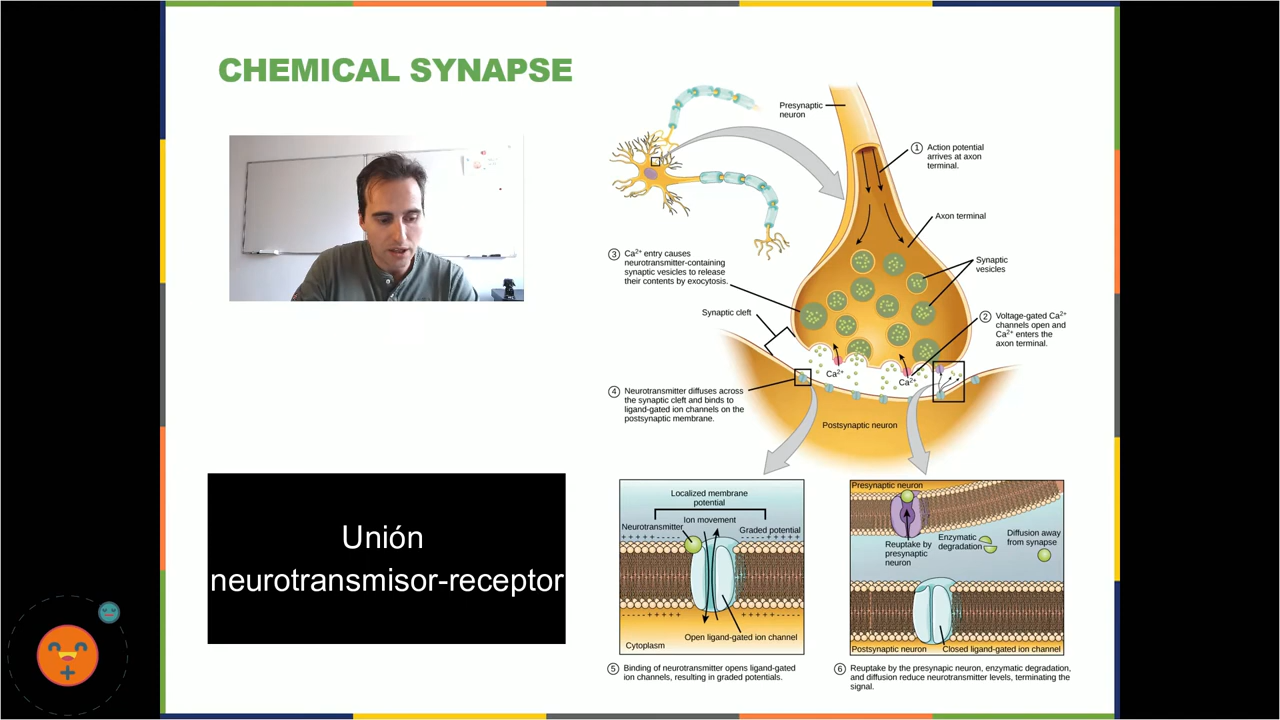 CHEMICAL SYNAPSE
Presynaptic
neuron
1 Action potential
arrives at axon
terminal.
Axon terminal
3 Ca2+ entry causes
neurotransmitter-containing
synaptic vesicles to release
their contents by exocytosis.
Synaptic
vesicles
Synaptic cleft
2 Voltage-gated Ca2+
channels open and
Ca2+ enters the
axon terminal.
Ca2+
Ca2+
4 Neurotransmitter diffuses across
the synaptic cleft and binds to
ligand-gated ion channels on the
postsynaptic membrane.
Postsynaptic neuron
Unión
neurotransmisor-receptor
Localized membrane
potential
Ion movement
Neurotransmitter
Graded potential
+ + + + - - - - - -
- - - - + + + + +
- - - - + + + + +
+ + + + - - - -
Open ligand-gated ion channel
Cytoplasm
5 Binding of neurotransmitter opens ligand-gated
ion channels, resulting in graded potentials.
Presynaptic neuron
Reuptake by
presynaptic
neuron
Enzymatic
degradation
Diffusion away
from synapse
Postsynaptic neuron
Closed ligand-gated ion channel
6 Reuptake by the presynapic neuron, enzymatic degradation,
and diffusion reduce neurotransmitter levels, terminating the
signal.